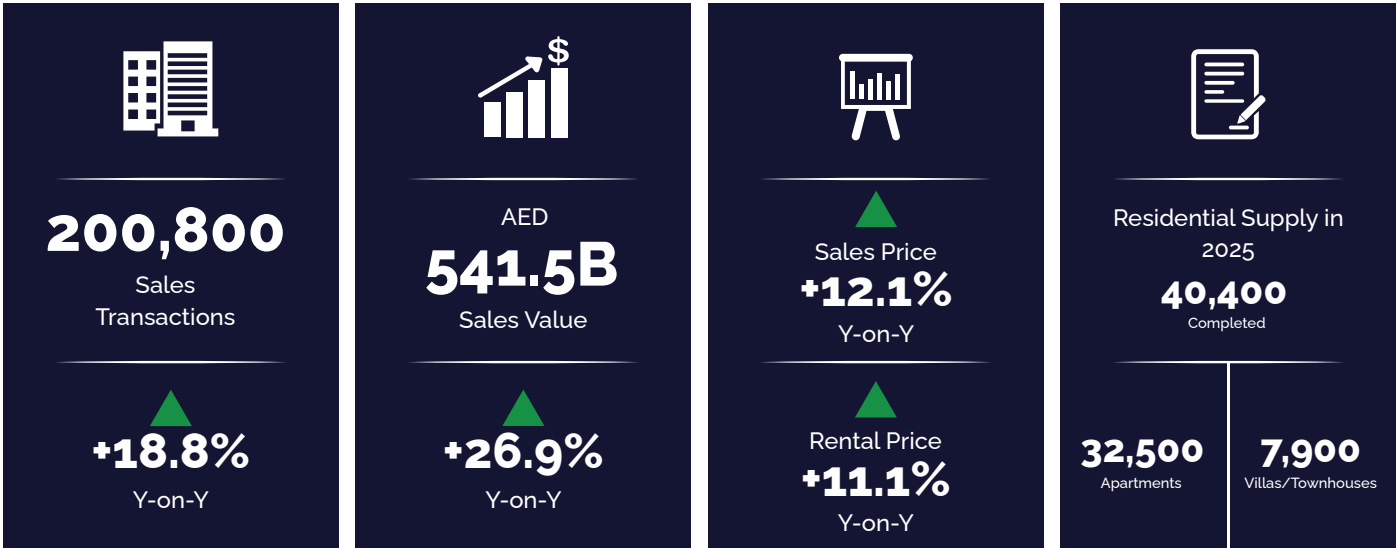 $
200,800
Sales
Transactions
+18.8%
Y-on-Y
AED
541.5B
Sales Value
+26.9%
Y-on-Y
Sales Price
+12.1%
Y-on-Y
Rental Price
+11.1%
Y-on-Y
Residential Supply in
2025
40,400
Completed
32,500
Apartments
7,900
Villas/Townhouses